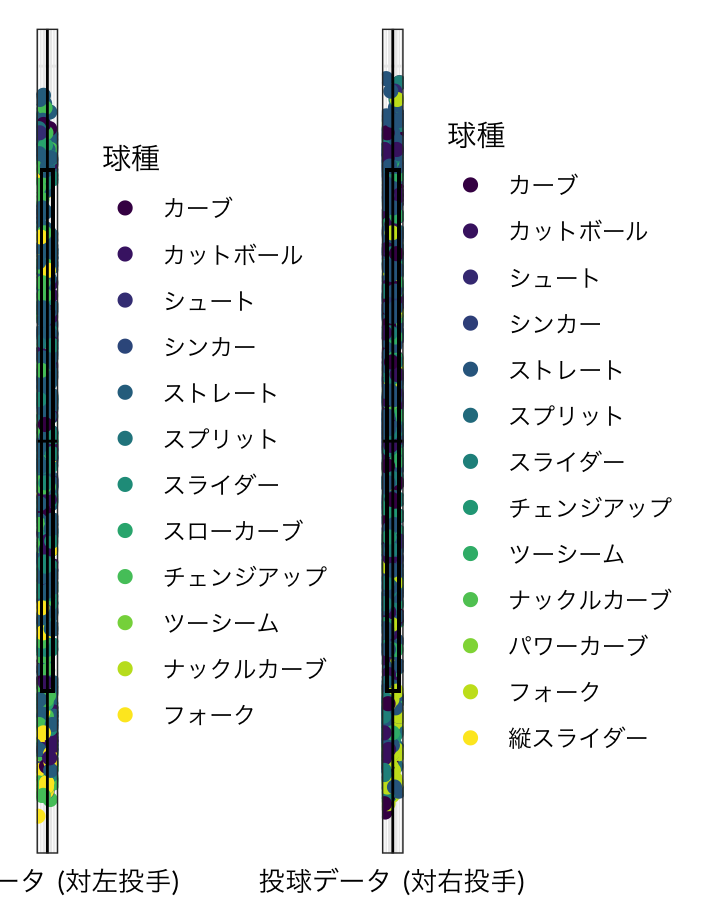 球種
カーブ
カットボール
シュート
シンカー
ストレート
スプリット
スライダー
スローカーブ
チェンジアップ
ツーシーム
ナックルカーブ
フォーク
ータ (対左投手)
球種
カーブ
カットボール
シュート
シンカー
ストレート
スプリット
スライダー
チェンジアップ
ツーシーム
ナックルカーブ
パワーカーブ
フォーク
縦スライダー
投球データ (対右投手)